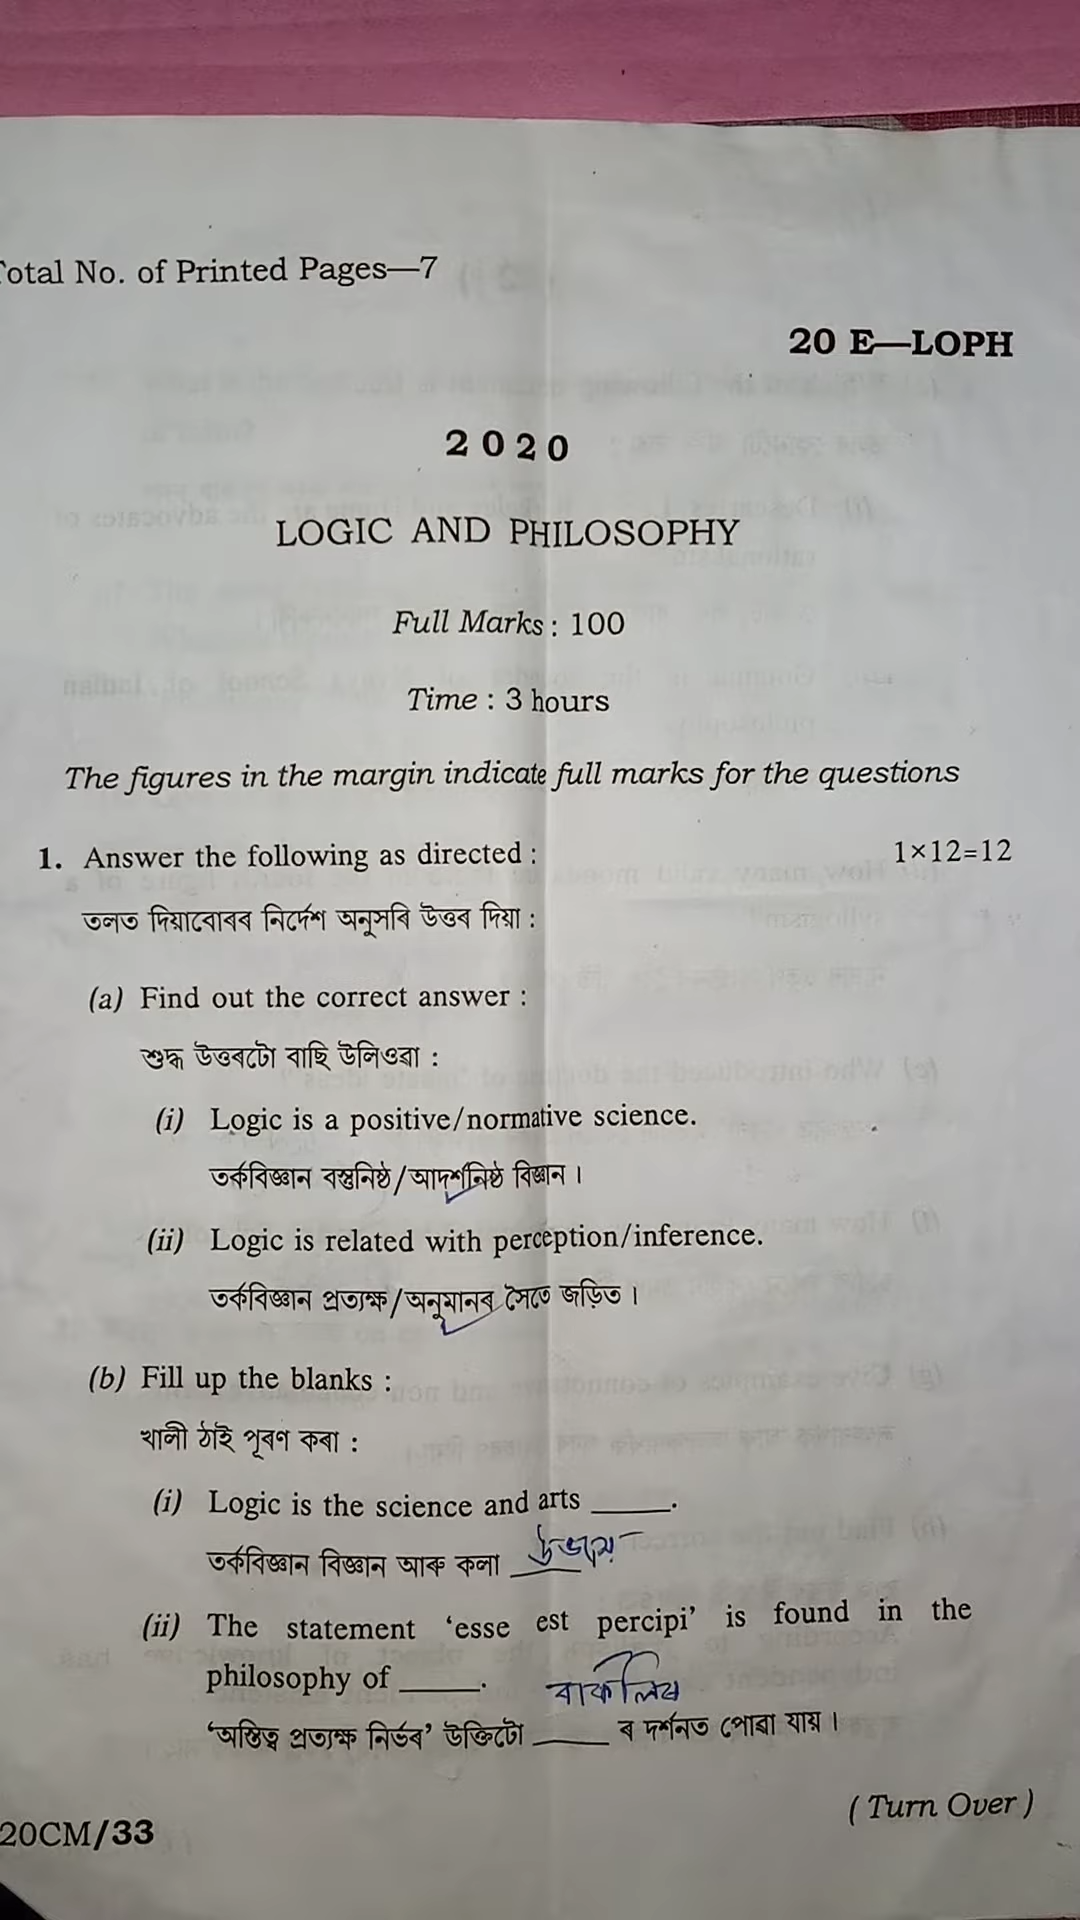 Total No. of Printed Pages—7
20 E—LOPH
2020
LOGIC AND PHILOSOPHY
Full Marks : 100
Time : 3 hours
The figures in the margin indicate full marks for the questions
1. Answer the following as directed : 1×12=12
তলত দিয়াবোৰৰ নিৰ্দেশ অনুসৰি উত্তৰ দিয়া :
(a) Find out the correct answer :
শুদ্ধ উত্তৰটো বাছি উলিওৱা :
(i) Logic is a positive/normative science.
তৰ্কবিজ্ঞান বস্তুনিষ্ঠ/আদৰ্শনিষ্ঠ বিজ্ঞান ।
(ii) Logic is related with perception/inference.
তৰ্কবিজ্ঞান প্ৰত্যক্ষ/অনুমানৰ সৈতে জড়িত ।
(b) Fill up the blanks :
খালী ঠাই পূৰণ কৰা :
(i) Logic is the science and arts _____.
তৰ্কবিজ্ঞান বিজ্ঞান আৰু কলা উভয়
(ii) The statement ‘esse est percipi’ is found in the
philosophy of _____. বাৰ্কলিৰ
‘অস্তিত্ব প্ৰত্যক্ষ নিৰ্ভৰ’ উক্তিটো _____ ৰ দৰ্শনত পোৱা যায় ।
( Turn Over )
20CM/33